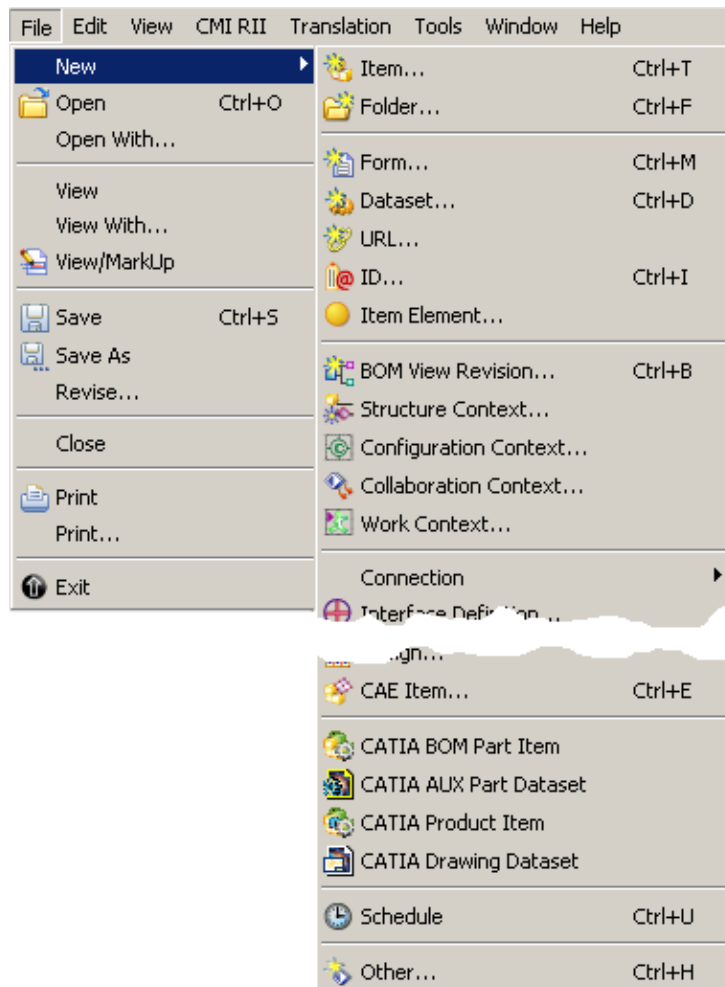 File Edit View CMI RII Translation Tools Window Help
New
Open Ctrl+O
Open With...
View
View With...
View/MarkUp
Save Ctrl+S
Save As
Revise...
Close
Print
Print...
Exit
Item... Ctrl+T
Folder... Ctrl+F
Form... Ctrl+M
Dataset... Ctrl+D
URL...
ID... Ctrl+I
Item Element...
BOM View Revision... Ctrl+B
Structure Context...
Configuration Context...
Collaboration Context...
Work Context...
Connection
Interface Definition...
CAE Item... Ctrl+E
CATIA BOM Part Item
CATIA AUX Part Dataset
CATIA Product Item
CATIA Drawing Dataset
Schedule Ctrl+U
Other... Ctrl+H